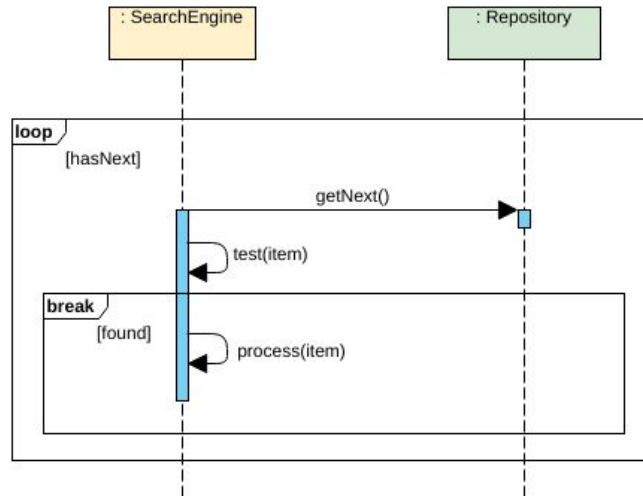 : SearchEngine
: Repository
loop
[hasNext]
getNext()
test(item)
break
[found]
process(item)